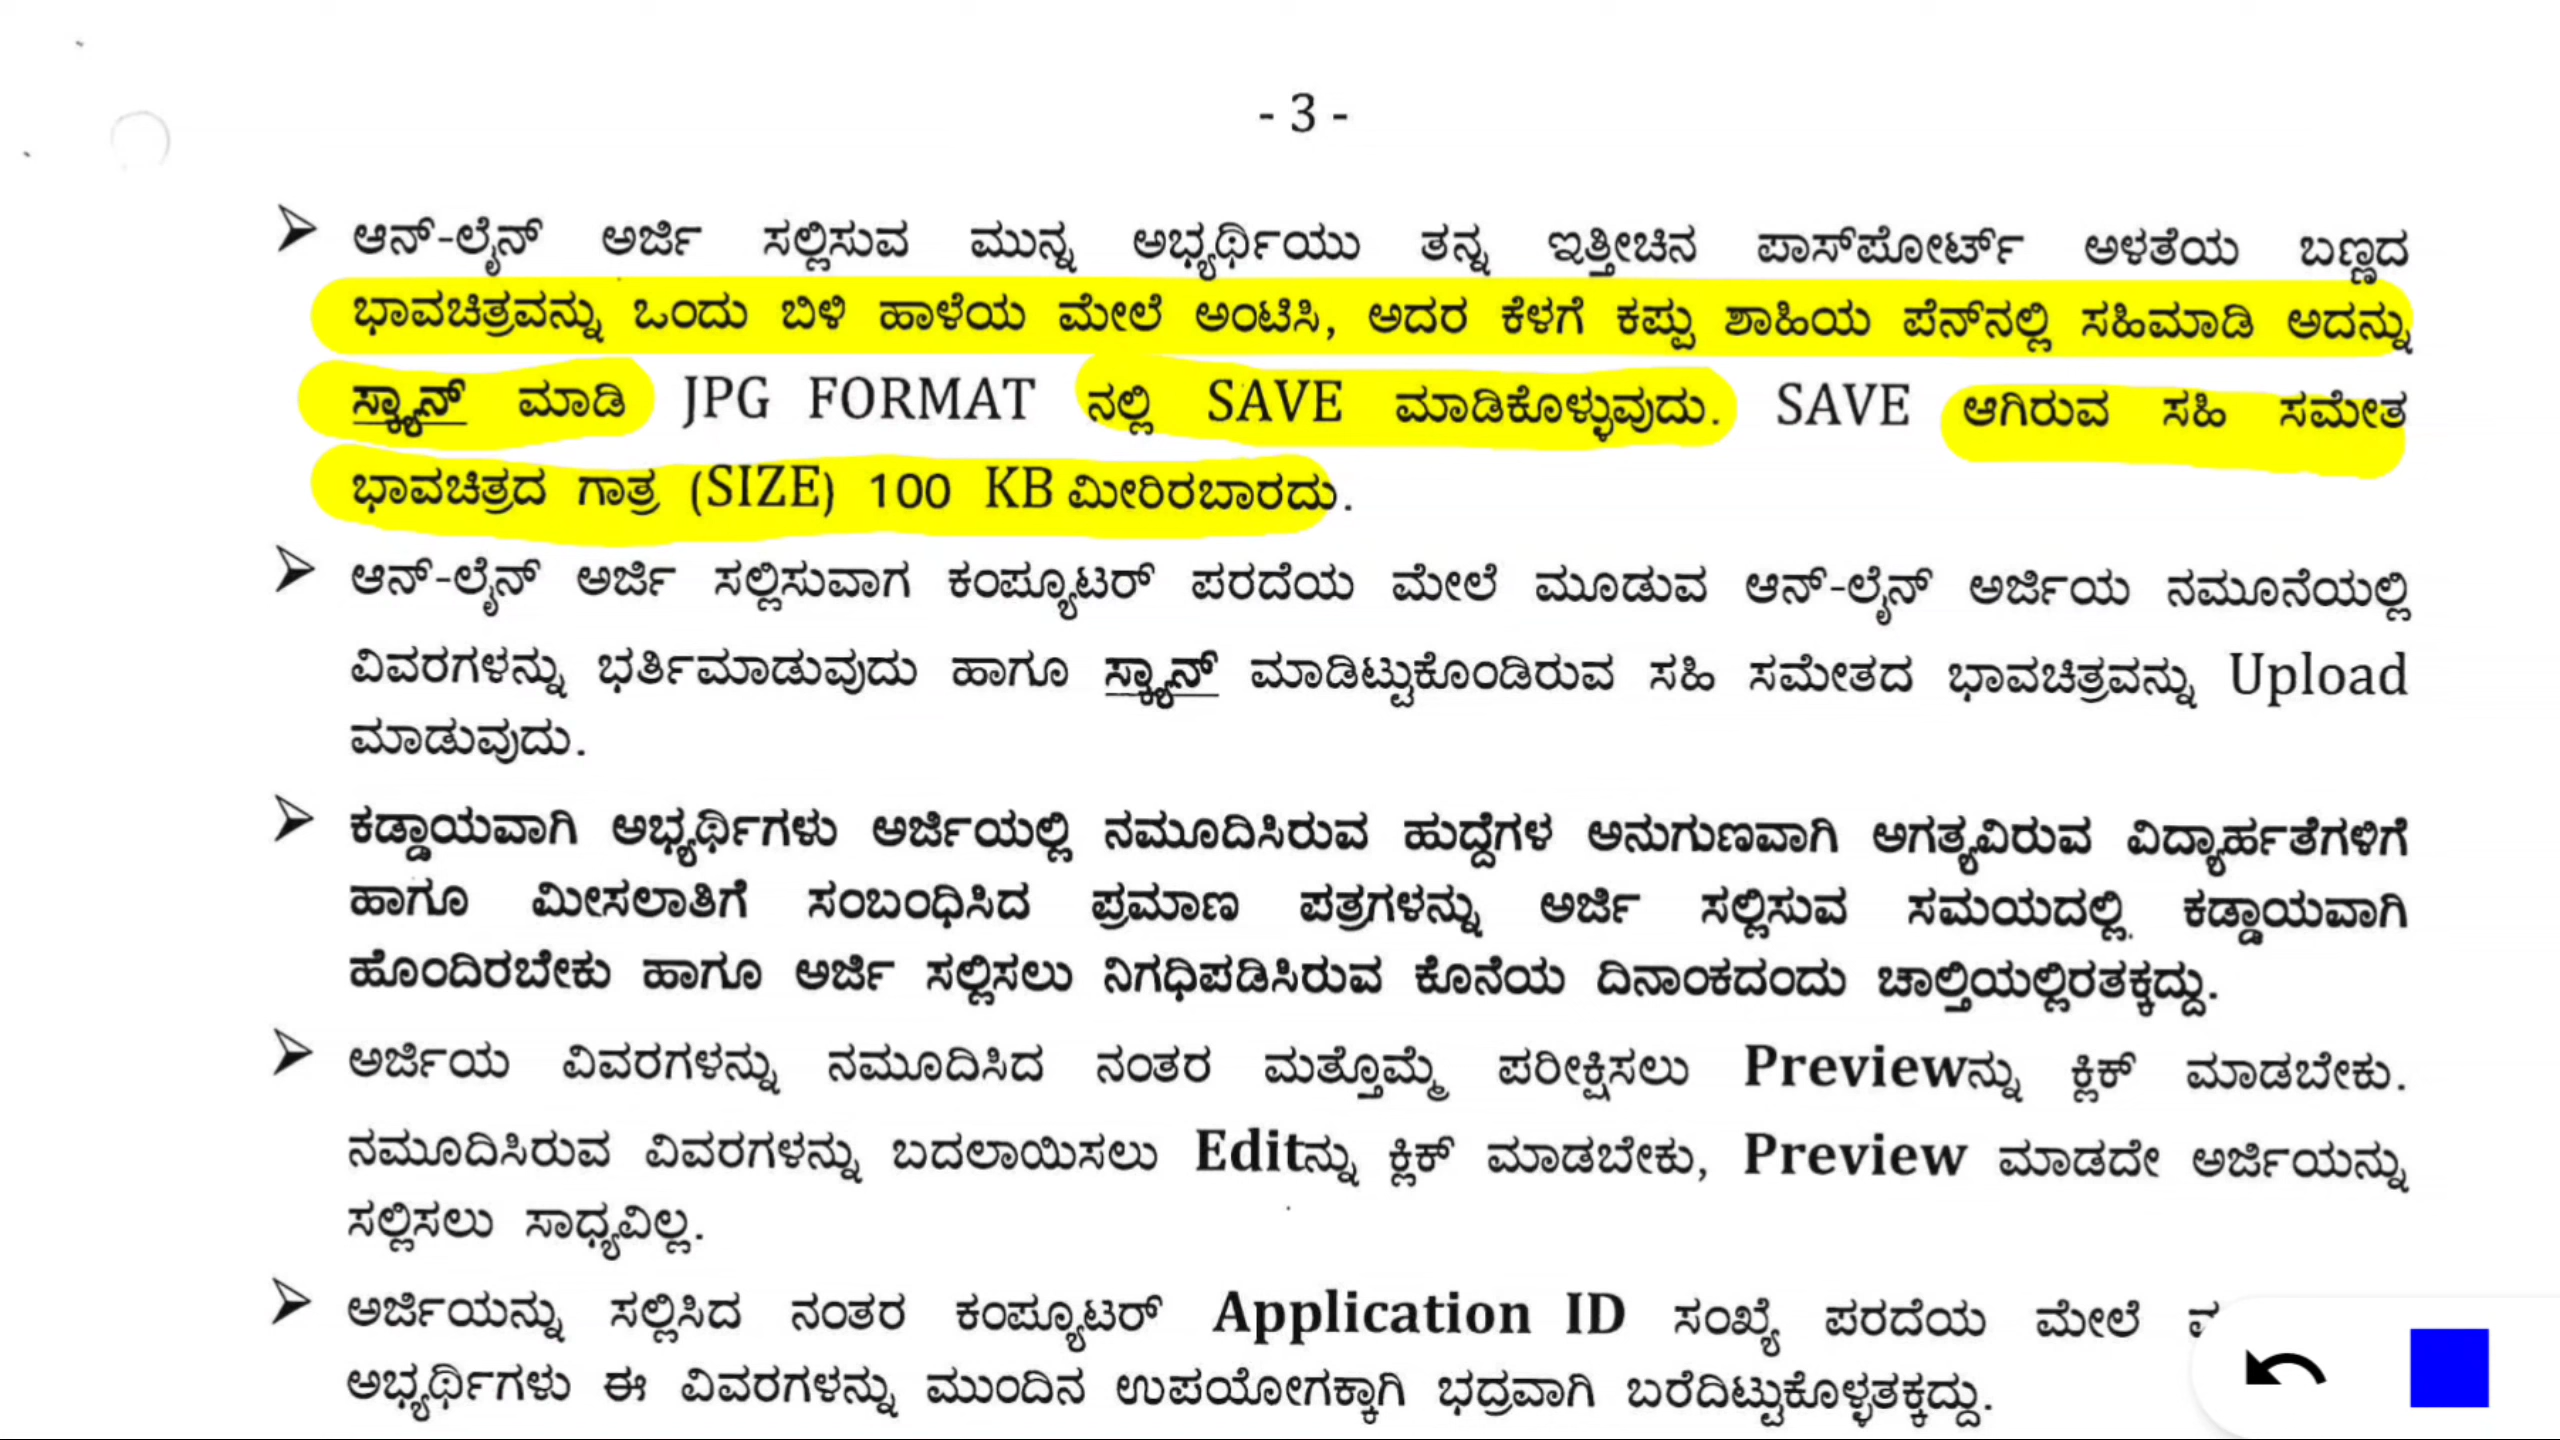 - 3 -
➢ ಆನ್-ಲೈನ್ ಅರ್ಜಿ ಸಲ್ಲಿಸುವ ಮುನ್ನ ಅಭ್ಯರ್ಥಿಯು ತನ್ನ ಇತ್ತೀಚಿನ ಪಾಸ್‌ಪೋರ್ಟ್ ಅಳತೆಯ ಬಣ್ಣದ
ಭಾವಚಿತ್ರವನ್ನು ಒಂದು ಬಿಳಿ ಹಾಳೆಯ ಮೇಲೆ ಅಂಟಿಸಿ, ಅದರ ಕೆಳಗೆ ಕಪ್ಪು ಶಾಹಿಯ ಪೆನ್‌ನಲ್ಲಿ ಸಹಿಮಾಡಿ ಅದನ್ನು
ಸ್ಕ್ಯಾನ್ ಮಾಡಿ JPG FORMAT ನಲ್ಲಿ SAVE ಮಾಡಿಕೊಳ್ಳುವುದು. SAVE ಆಗಿರುವ ಸಹಿ ಸಮೇತ
ಭಾವಚಿತ್ರದ ಗಾತ್ರ (SIZE) 100 KB ಮೀರಿರಬಾರದು.
➢ ಆನ್-ಲೈನ್ ಅರ್ಜಿ ಸಲ್ಲಿಸುವಾಗ ಕಂಪ್ಯೂಟರ್ ಪರದೆಯ ಮೇಲೆ ಮೂಡುವ ಆನ್-ಲೈನ್ ಅರ್ಜಿಯ ನಮೂನೆಯಲ್ಲಿ
ವಿವರಗಳನ್ನು ಭರ್ತಿಮಾಡುವುದು ಹಾಗೂ ಸ್ಕ್ಯಾನ್ ಮಾಡಿಟ್ಟುಕೊಂಡಿರುವ ಸಹಿ ಸಮೇತದ ಭಾವಚಿತ್ರವನ್ನು Upload
ಮಾಡುವುದು.
➢ ಕಡ್ಡಾಯವಾಗಿ ಅಭ್ಯರ್ಥಿಗಳು ಅರ್ಜಿಯಲ್ಲಿ ನಮೂದಿಸಿರುವ ಹುದ್ದೆಗಳ ಅನುಗುಣವಾಗಿ ಅಗತ್ಯವಿರುವ ವಿದ್ಯಾರ್ಹತೆಗಳಿಗೆ
ಹಾಗೂ ಮೀಸಲಾತಿಗೆ ಸಂಬಂಧಿಸಿದ ಪ್ರಮಾಣ ಪತ್ರಗಳನ್ನು ಅರ್ಜಿ ಸಲ್ಲಿಸುವ ಸಮಯದಲ್ಲಿ ಕಡ್ಡಾಯವಾಗಿ
ಹೊಂದಿರಬೇಕು ಹಾಗೂ ಅರ್ಜಿ ಸಲ್ಲಿಸಲು ನಿಗಧಿಪಡಿಸಿರುವ ಕೊನೆಯ ದಿನಾಂಕದಂದು ಚಾಲ್ತಿಯಲ್ಲಿರತಕ್ಕದ್ದು.
➢ ಅರ್ಜಿಯ ವಿವರಗಳನ್ನು ನಮೂದಿಸಿದ ನಂತರ ಮತ್ತೊಮ್ಮೆ ಪರೀಕ್ಷಿಸಲು Previewನ್ನು ಕ್ಲಿಕ್ ಮಾಡಬೇಕು.
ನಮೂದಿಸಿರುವ ವಿವರಗಳನ್ನು ಬದಲಾಯಿಸಲು Editನ್ನು ಕ್ಲಿಕ್ ಮಾಡಬೇಕು, Preview ಮಾಡದೇ ಅರ್ಜಿಯನ್ನು
ಸಲ್ಲಿಸಲು ಸಾಧ್ಯವಿಲ್ಲ.
➢ ಅರ್ಜಿಯನ್ನು ಸಲ್ಲಿಸಿದ ನಂತರ ಕಂಪ್ಯೂಟರ್ Application ID ಸಂಖ್ಯೆ ಪರದೆಯ ಮೇಲೆ
ಅಭ್ಯರ್ಥಿಗಳು ಈ ವಿವರಗಳನ್ನು ಮುಂದಿನ ಉಪಯೋಗಕ್ಕಾಗಿ ಭದ್ರವಾಗಿ ಬರೆದಿಟ್ಟುಕೊಳ್ಳತಕ್ಕದ್ದು.